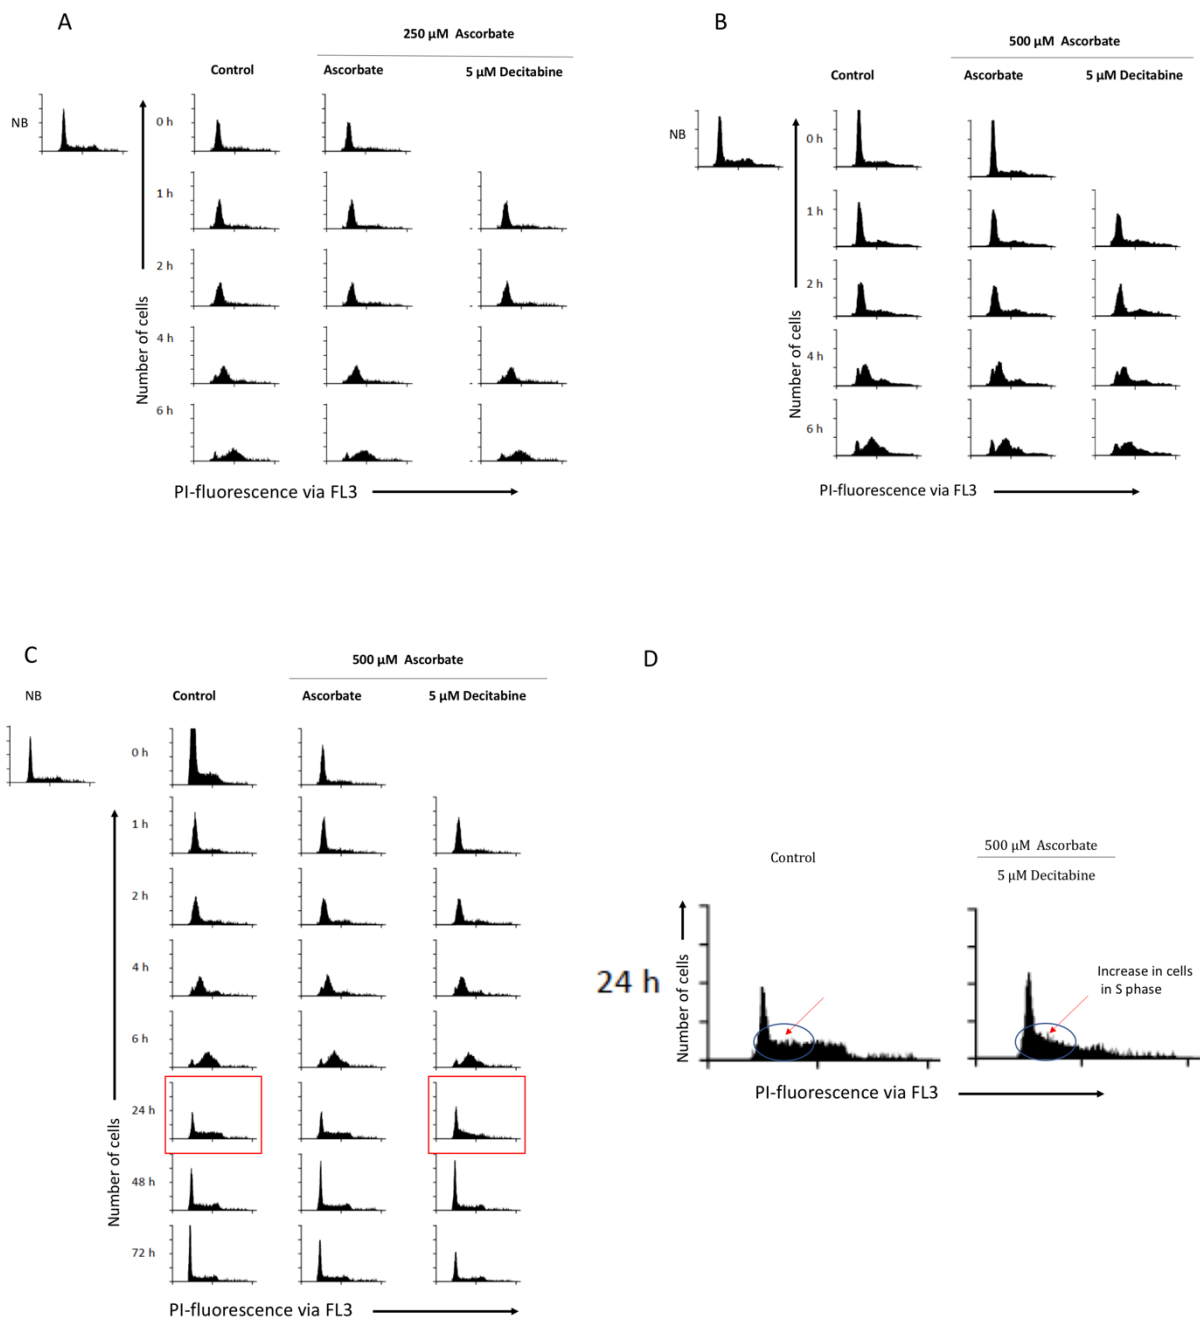 A
250 µM Ascorbate
Control
Ascorbate
5 µM Decitabine
NB
0 h
1 h
2 h
4 h
6 h
Number of cells
PI-fluorescence via FL3
B
500 µM Ascorbate
Control
Ascorbate
5 µM Decitabine
NB
0 h
1 h
2 h
4 h
6 h
Number of cells
PI-fluorescence via FL3
C
500 µM Ascorbate
NB
Control
Ascorbate
5 µM Decitabine
0 h
1 h
2 h
4 h
6 h
24 h
48 h
72 h
Number of cells
PI-fluorescence via FL3
D
Control
500 µM Ascorbate
5 µM Decitabine
24 h
Number of cells
Increase in cells
in S phase
PI-fluorescence via FL3